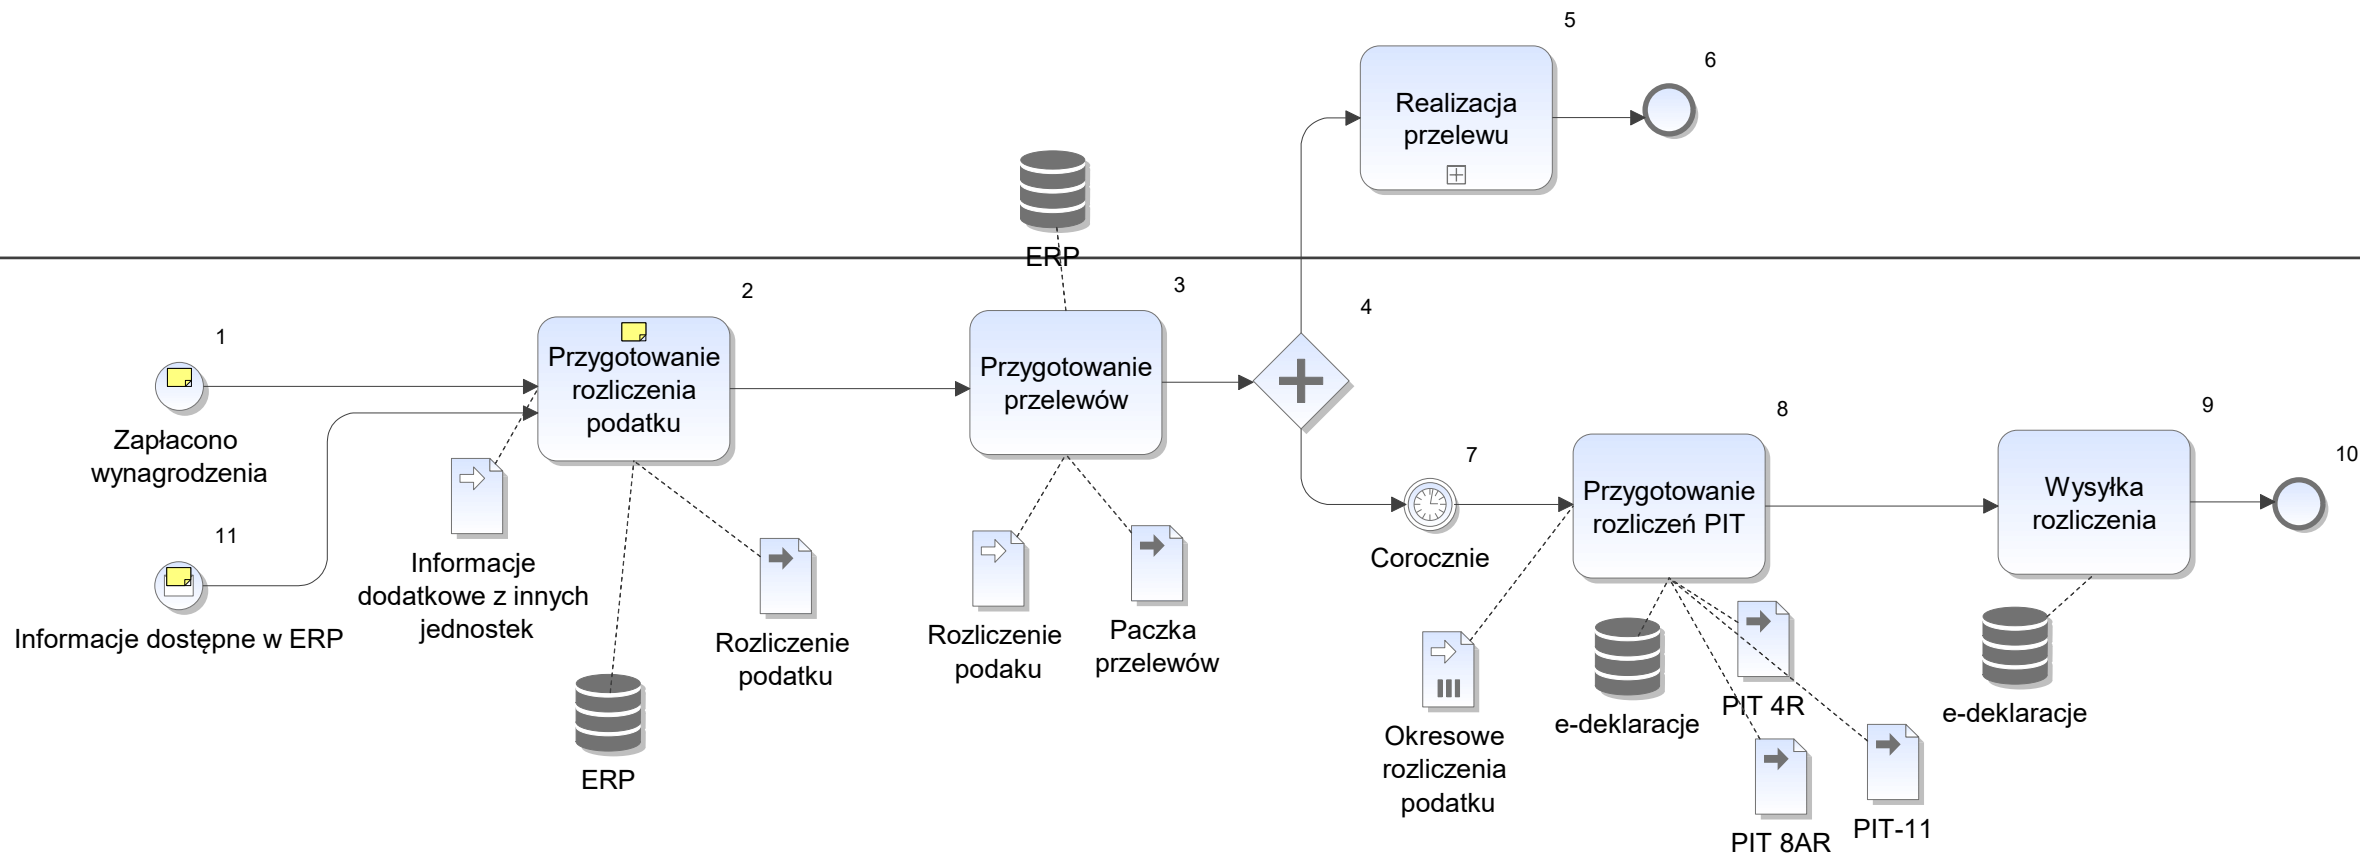 5
6
Realizacja
przelewu
ERP
1
2
3
4
Przygotowanie
rozliczenia
podatku
Przygotowanie
przelewów
Zapłacono
wynagrodzenia
11
Informacje dostępne w ERP
Informacje
dodatkowe z innych
jednostek
ERP
Rozliczenie
podatku
Rozliczenie
podaku
Paczka
przelewów
7
Corocznie
8
Przygotowanie
rozliczeń PIT
9
Wysyłka
rozliczenia
10
Okresowe
rozliczenia
podatku
e-deklaracje
PIT 4R
PIT 8AR
PIT-11
e-deklaracje